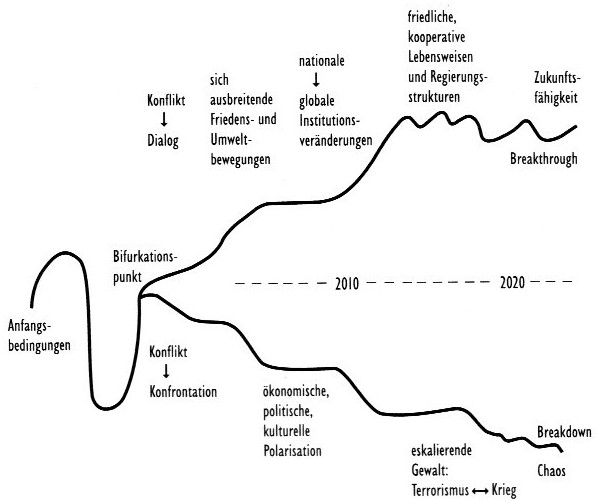 friedliche,
kooperative
Lebensweisen
und Regierungs-
strukturen
nationale
↓
globale
Institutions-
veränderungen
Zukunfts-
fähigkeit
sich
ausbreitende
Friedens- und
Umwelt-
bewegungen
Konflikt
↓
Dialog
Breakthrough
Bifurkations-
punkt
2010
2020
Anfangs-
bedingungen
Konflikt
↓
Konfrontation
ökonomische,
politische,
kulturelle
Polarisation
Breakdown
eskalierende
Gewalt:
Terrorismus ↔ Krieg
Chaos